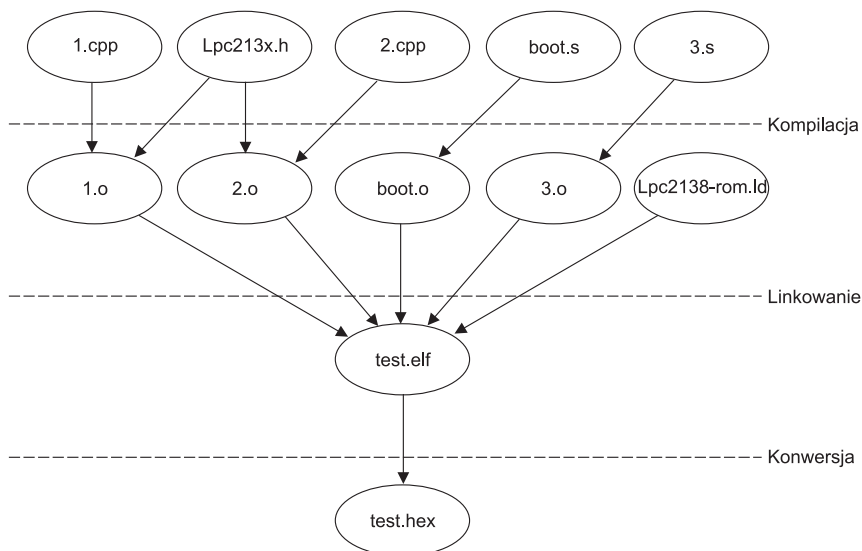 1.cpp
Lpc213x.h
2.cpp
boot.s
3.s
Kompilacja
1.o
2.o
boot.o
3.o
Lpc2138-rom.ld
Linkowanie
test.elf
Konwersja
test.hex